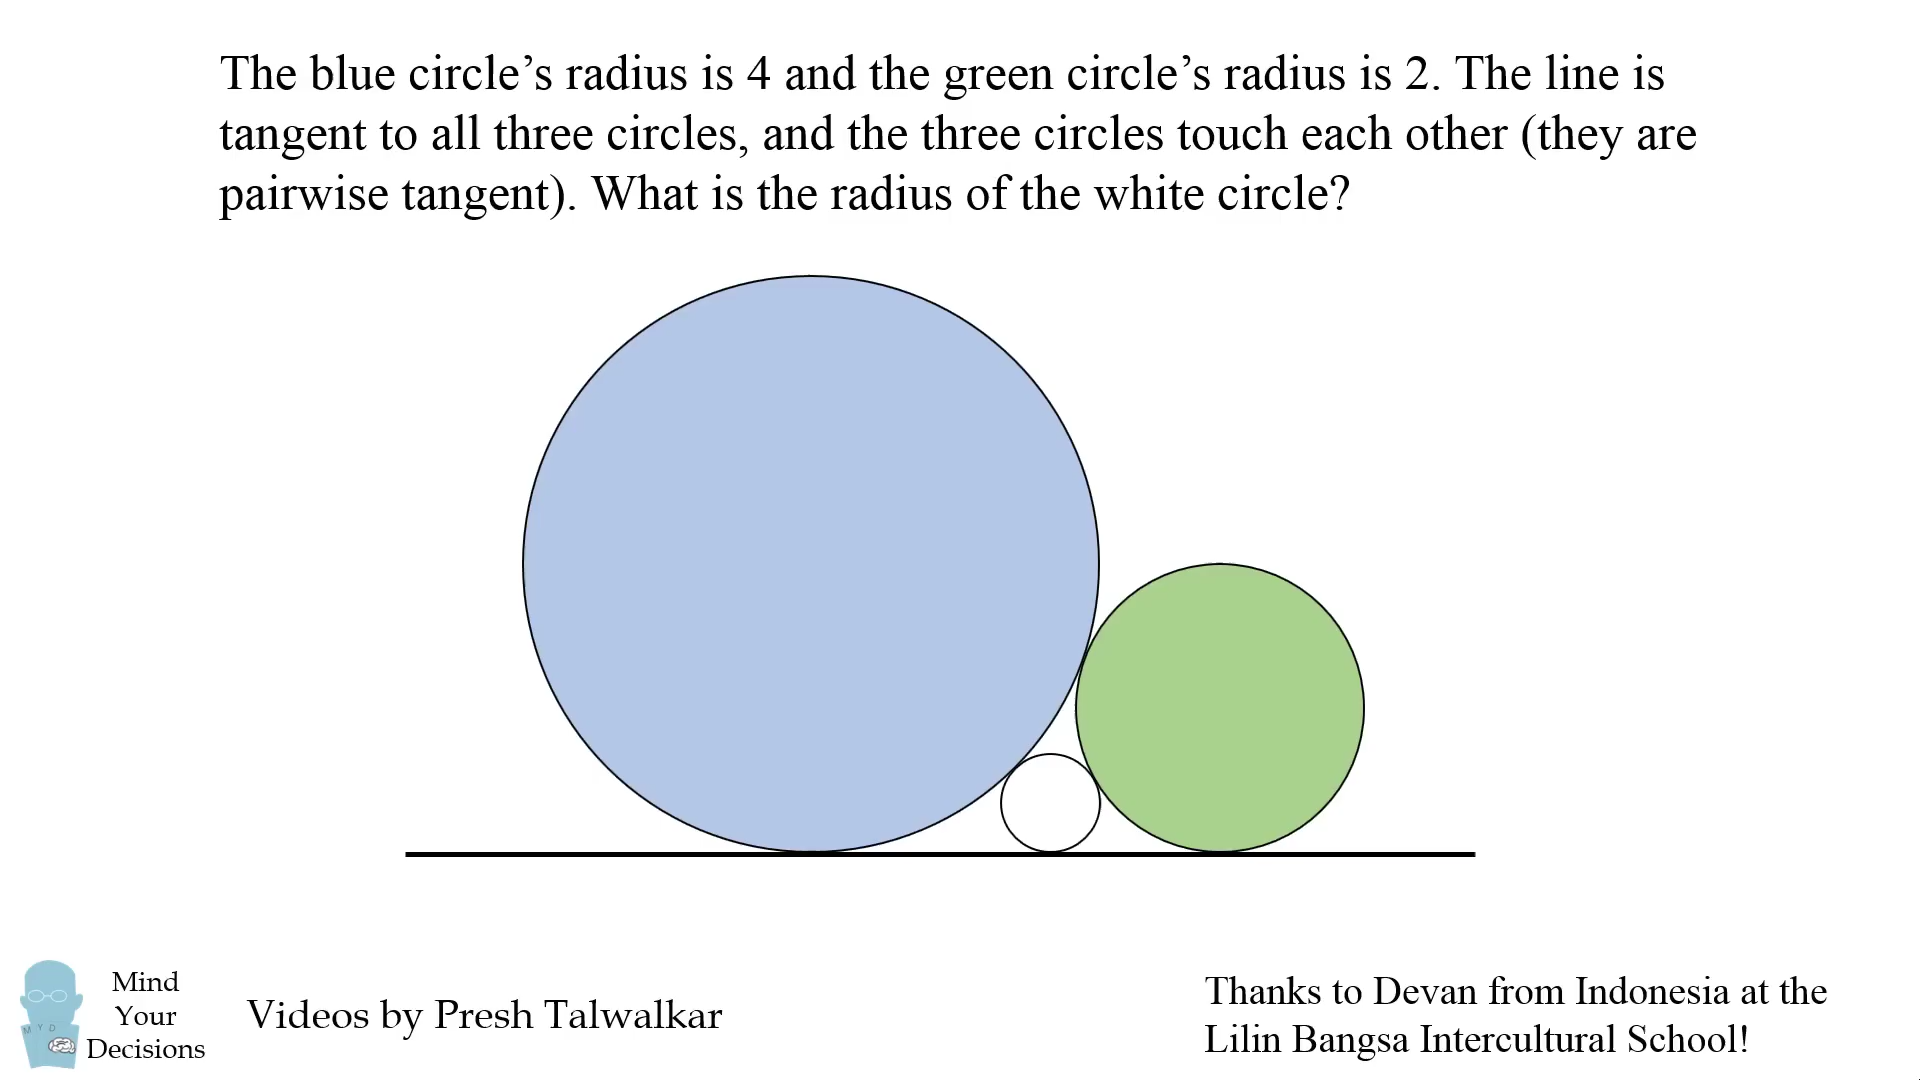 The blue circle’s radius is 4 and the green circle’s radius is 2. The line is
tangent to all three circles, and the three circles touch each other (they are
pairwise tangent). What is the radius of the white circle?
M Y D
Mind
Your
Decisions
Videos by Presh Talwalkar
Thanks to Devan from Indonesia at the
Lilin Bangsa Intercultural School!